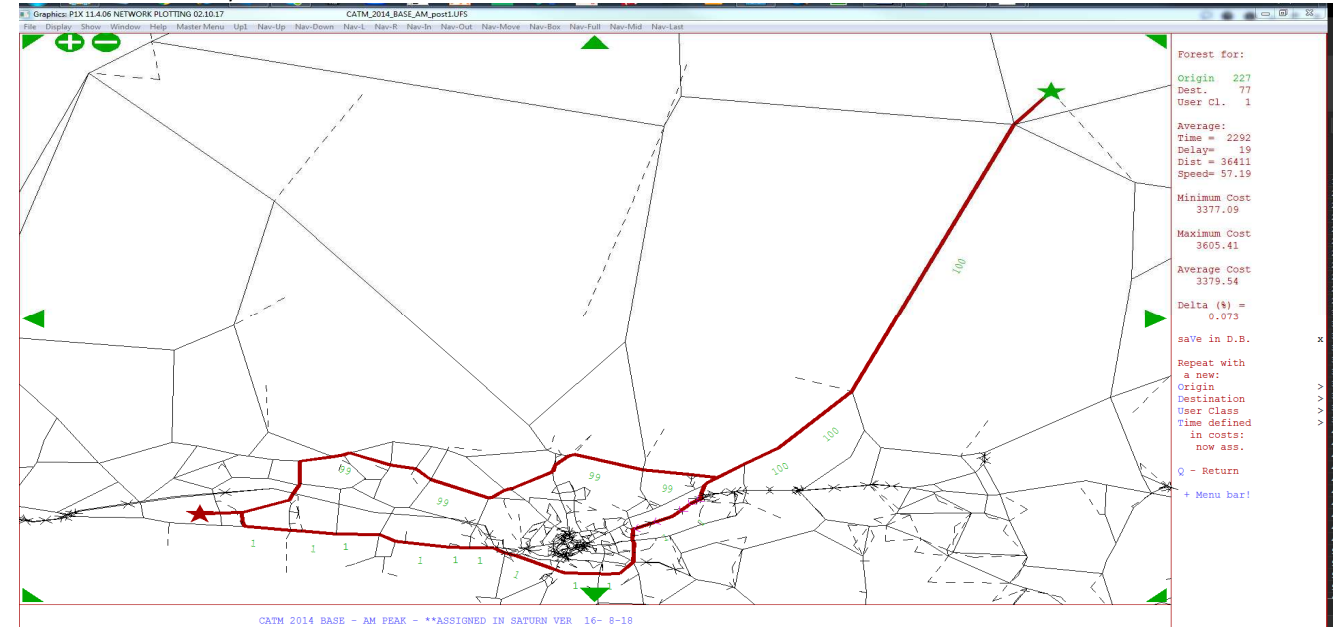 Graphics: P1X 11.4.06 NETWORK PLOTTING 02.10.17 CATM_2014_BASE_AM_post1.UFS
File Display Show Window Help Master Menu Up1 Nav-Up Nav-Down Nav-L Nav-R Nav-In Nav-Out Nav-Move Nav-Box Nav-Full Nav-Mid Nav-Last
Forest for:
Origin 227
Dest. 77
User Cl. 1
Average:
Time = 2292
Delay= 19
Dist = 36411
Speed= 57.19
Minimum Cost
3377.09
Maximum Cost
3605.41
Average Cost
3379.54
Delta (%) =
0.073
saVe in D.B. x
Repeat with
a new:
Origin >
Destination >
User Class >
Time defined >
in costs:
now ass.
Q - Return
+ Menu bar!
100
100
100
99
99
99
99
1
1
1
1
1
1
1
1
1
CATM 2014 BASE - AM PEAK - **ASSIGNED IN SATURN VER 16- 8-18